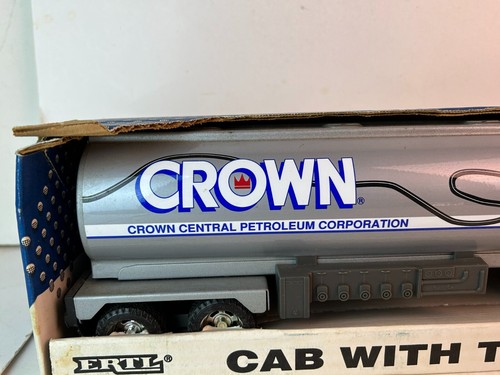 CROWN®
CROWN CENTRAL PETROLEUM CORPORATION
ERTL®
CAB WITH T